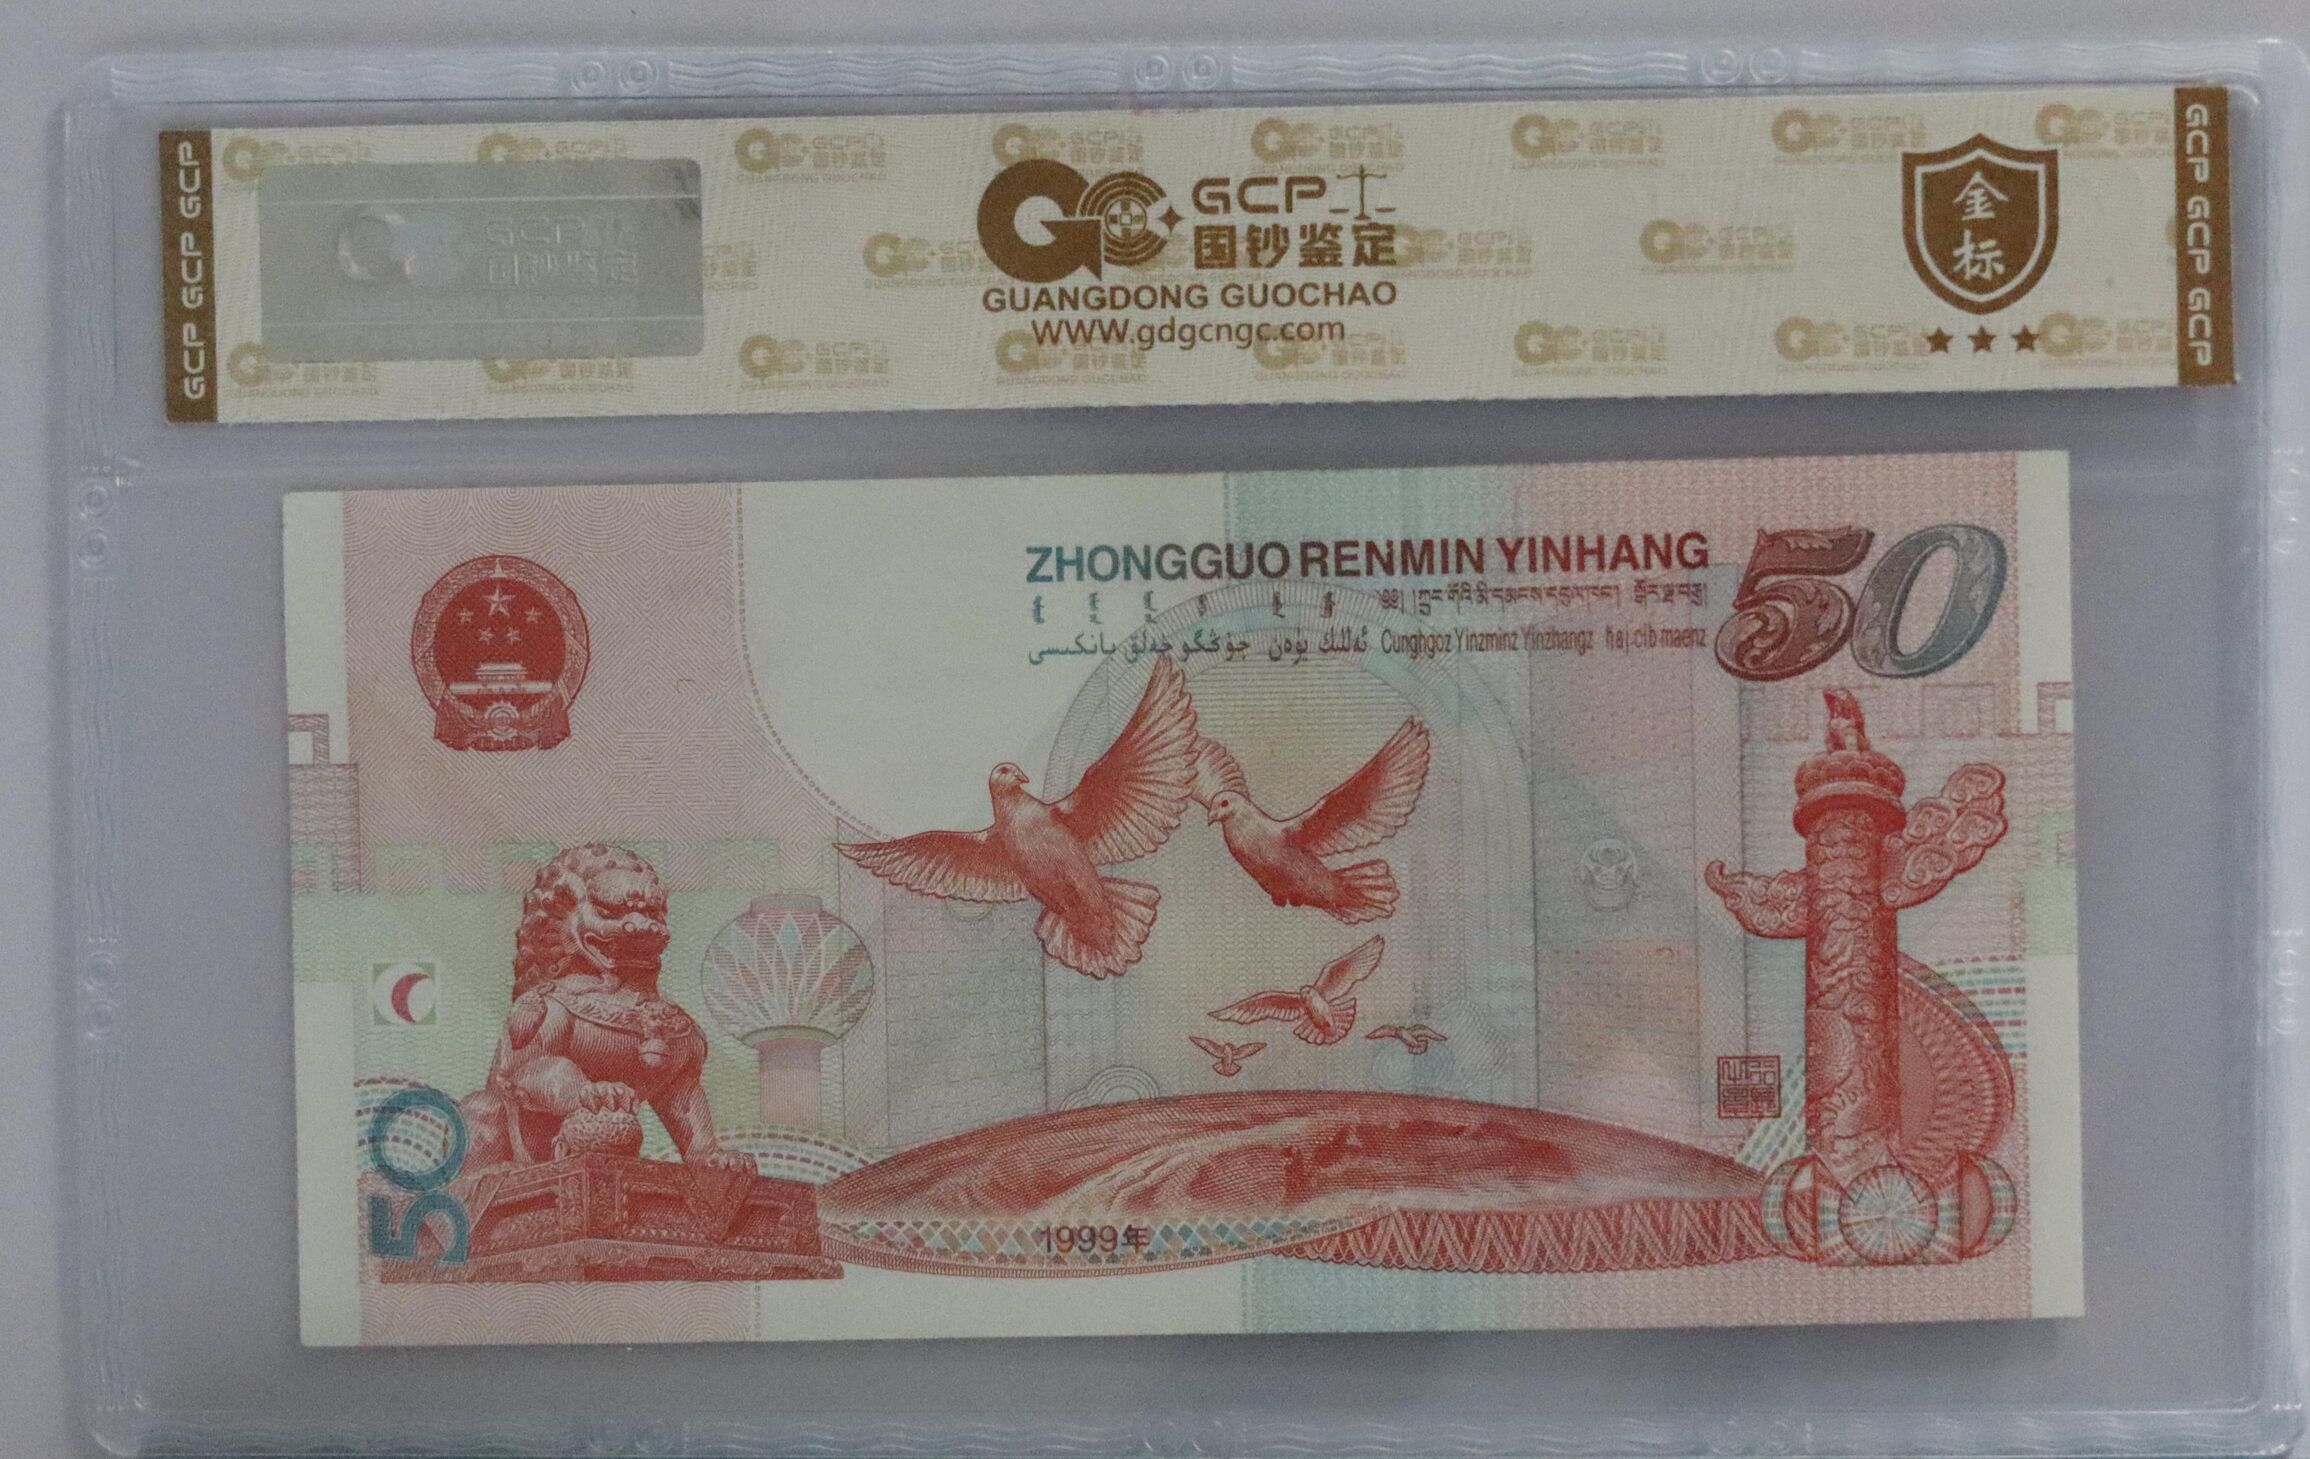 GCP GCP GCP
GCP
国钞鉴定
GUANGDONG GUOCHAO
WWW.gdgcngc.com
金
标
GCP GCP GCP
ZHONGGUO RENMIN YINHANG
50
Cunghgoz Yinzminz Yinzhangz
50
1999年